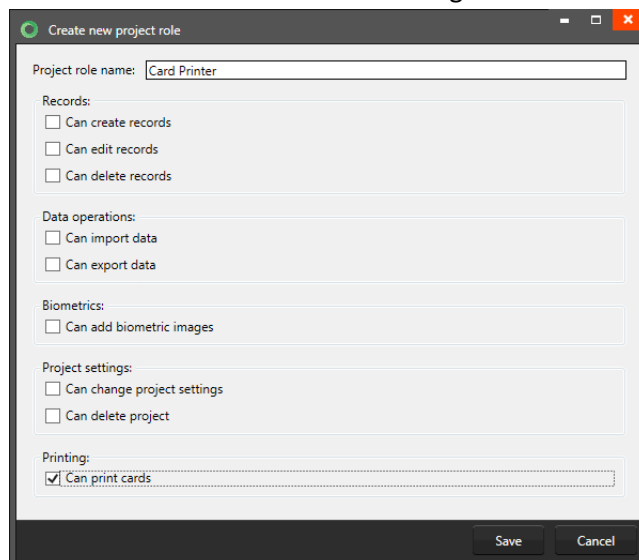 Create new project role
Project role name: Card Printer
Records:
Can create records
Can edit records
Can delete records
Data operations:
Can import data
Can export data
Biometrics:
Can add biometric images
Project settings:
Can change project settings
Can delete project
Printing:
Can print cards
Save Cancel